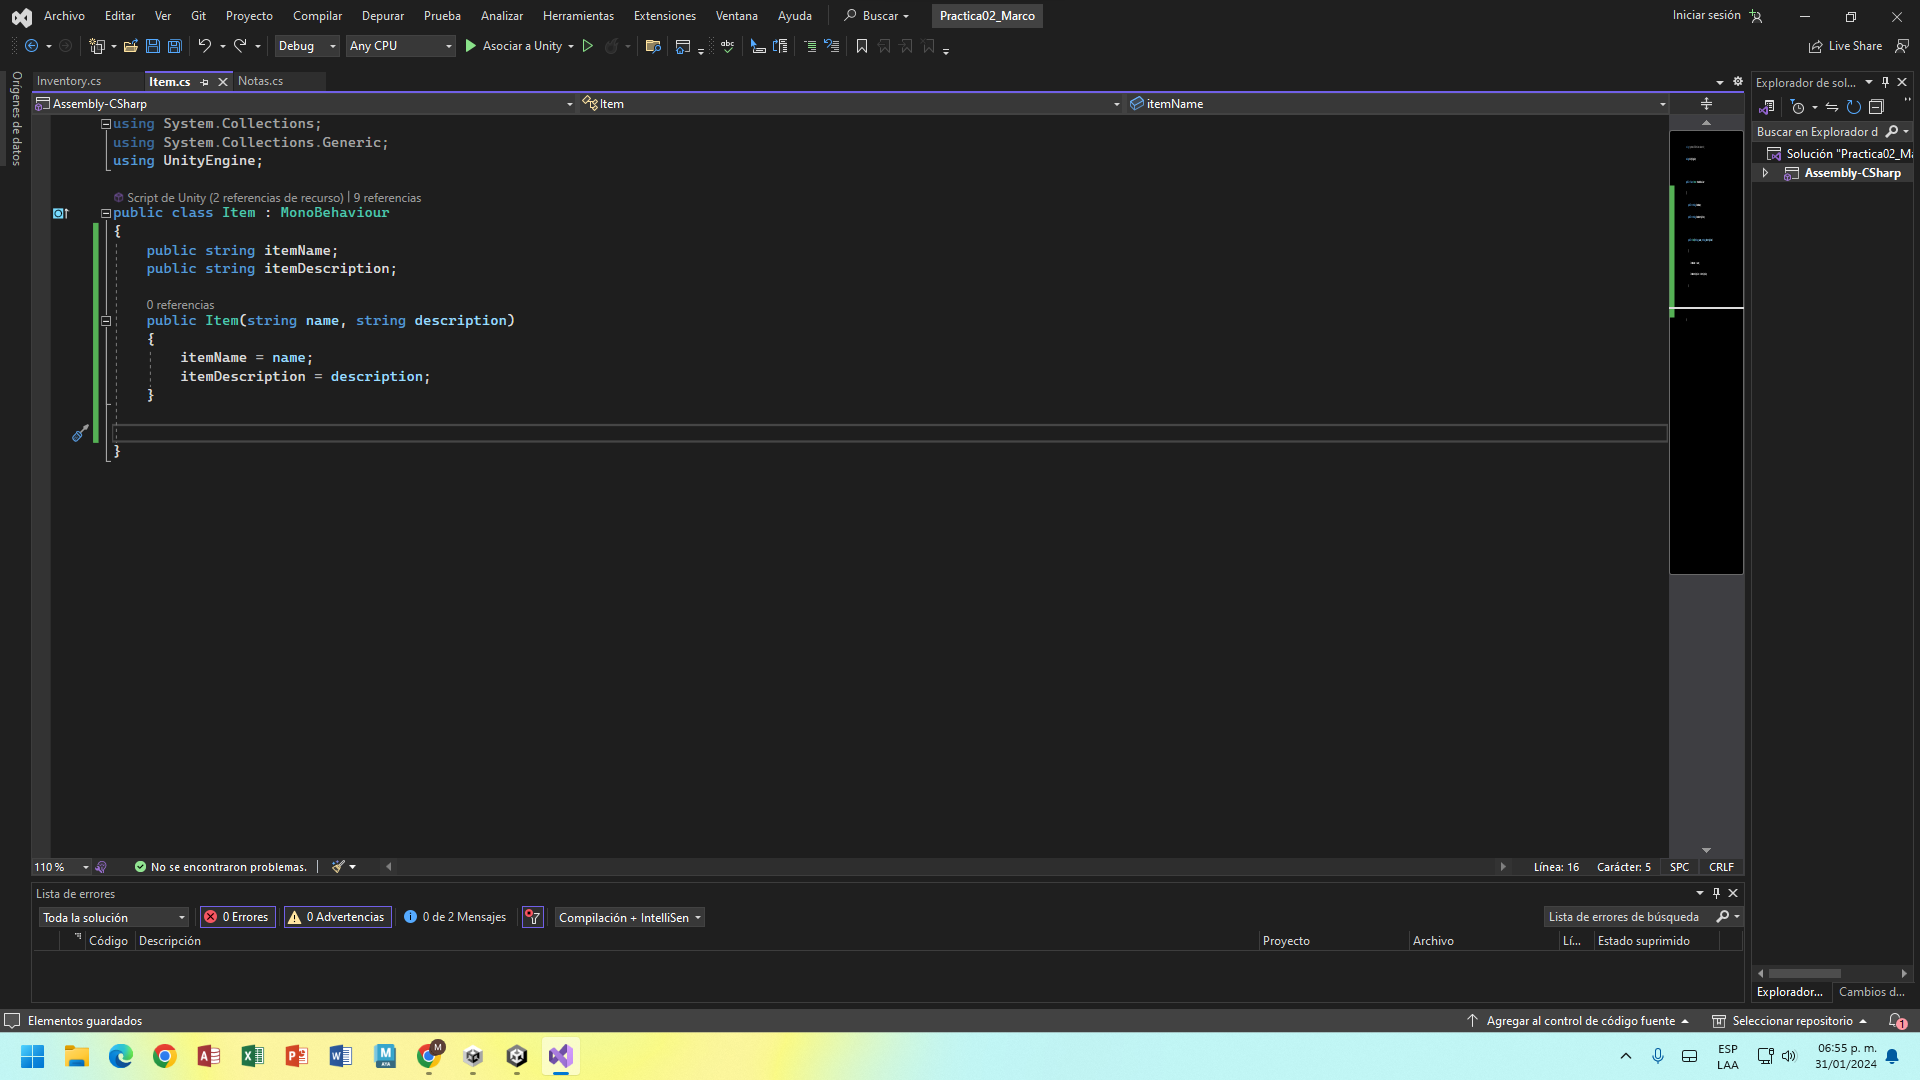 Archivo Editar Ver Git Proyecto Compilar Depurar Prueba Analizar Herramientas Extensiones Ventana Ayuda Buscar Practica02_Marco Iniciar sesión
Debug Any CPU Asociar a Unity Live Share
Orígenes de datos
Inventory.cs Item.cs Notas.cs
Assembly-CSharp Item itemName
using System.Collections;
using System.Collections.Generic;
using UnityEngine;
Script de Unity (2 referencias de recurso) | 9 referencias
public class Item : MonoBehaviour
{
public string itemName;
public string itemDescription;
0 referencias
public Item(string name, string description)
{
itemName = name;
itemDescription = description;
}
}
110 % No se encontraron problemas. Línea: 16 Carácter: 5 SPC CRLF
Lista de errores
Toda la solución 0 Errores 0 Advertencias 0 de 2 Mensajes Compilación + IntelliSen Lista de errores de búsqueda
Código Descripción Proyecto Archivo Lí... Estado suprimido
Explorador de sol...
Buscar en Explorador d
Solución "Practica02_Ma
Assembly-CSharp
Explorador... Cambios d...
Elementos guardados Agregar al control de código fuente Seleccionar repositorio 1
M
ESP
LAA
06:55 p. m.
31/01/2024